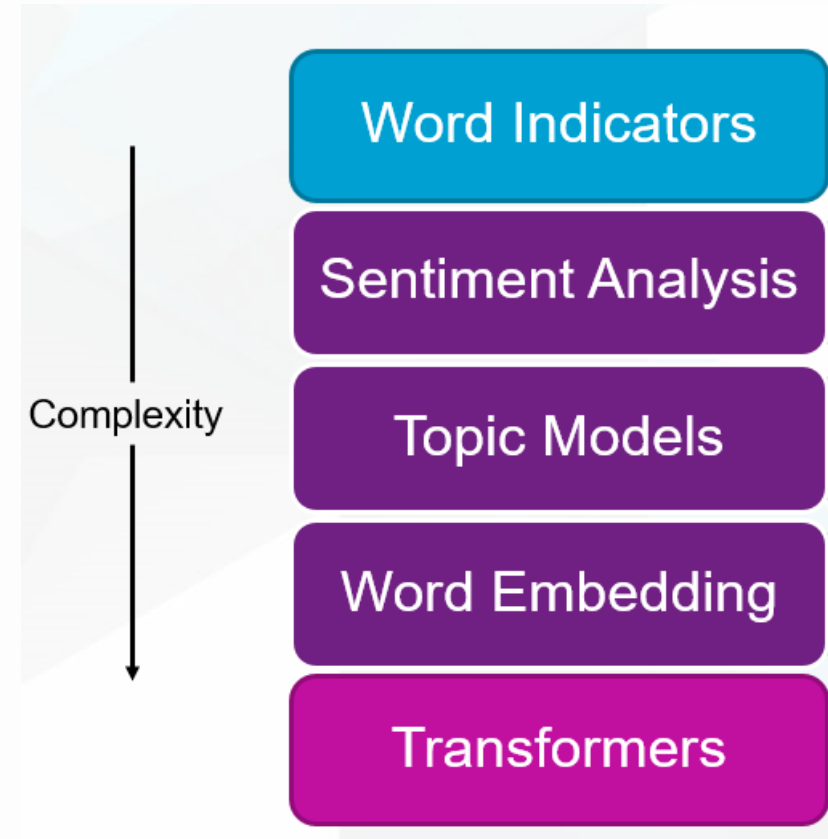 Word Indicators
Sentiment Analysis
Complexity
Topic Models
Word Embedding
Transformers